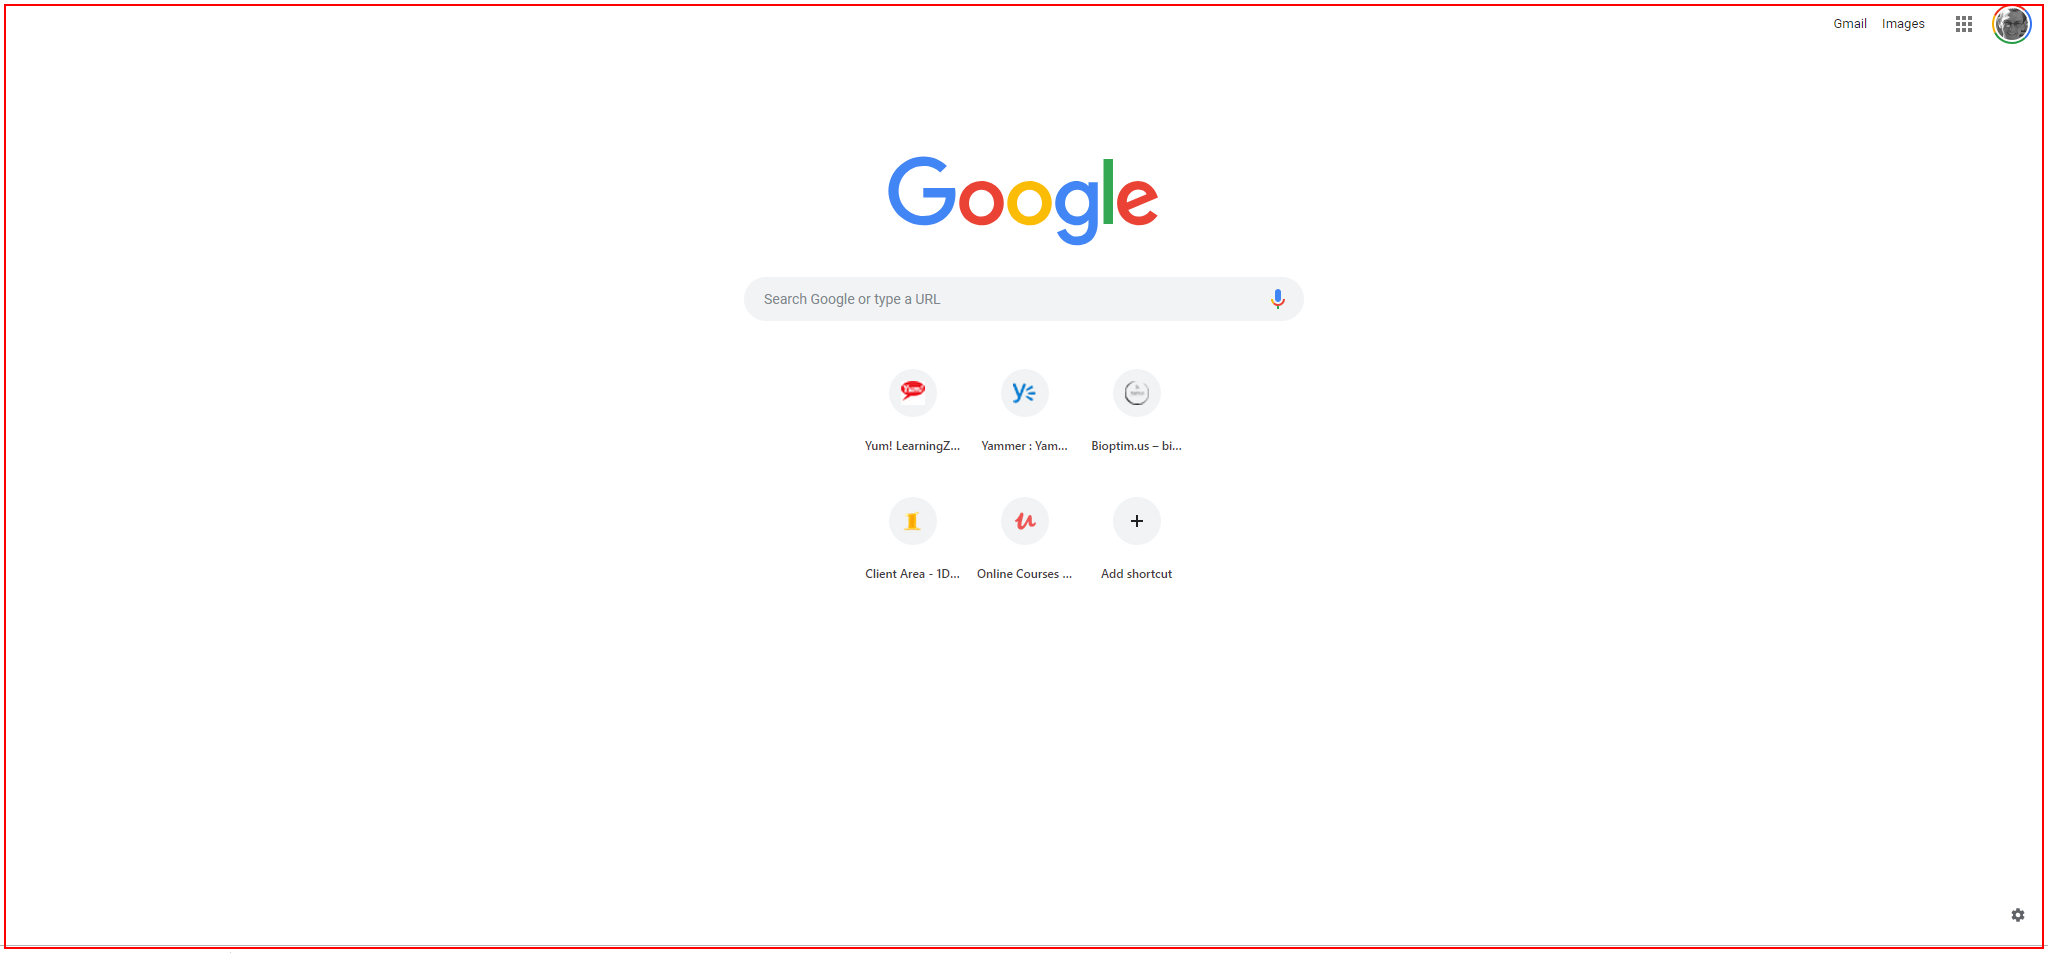 Gmail Images
Google
Search Google or type a URL
Yum! LearningZ... Yammer : Yam... Bioptim.us – bi...
Client Area - 1D... Online Courses ... Add shortcut